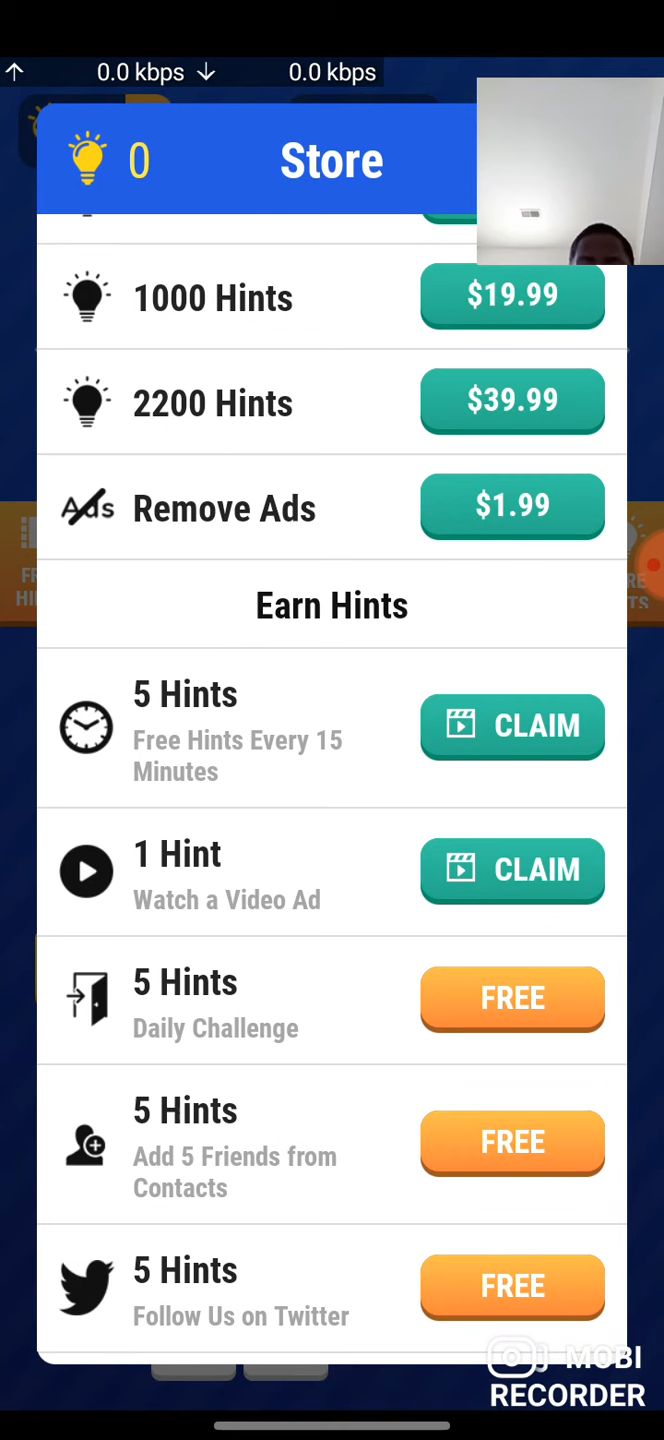 0.0 kbps 0.0 kbps
0 Store
1000 Hints $19.99
2200 Hints $39.99
Ads Remove Ads $1.99
Earn Hints
5 Hints
Free Hints Every 15
Minutes
CLAIM
1 Hint
Watch a Video Ad
CLAIM
5 Hints
Daily Challenge
FREE
5 Hints
Add 5 Friends from
Contacts
FREE
5 Hints
Follow Us on Twitter
FREE
MOBI
RECORDER